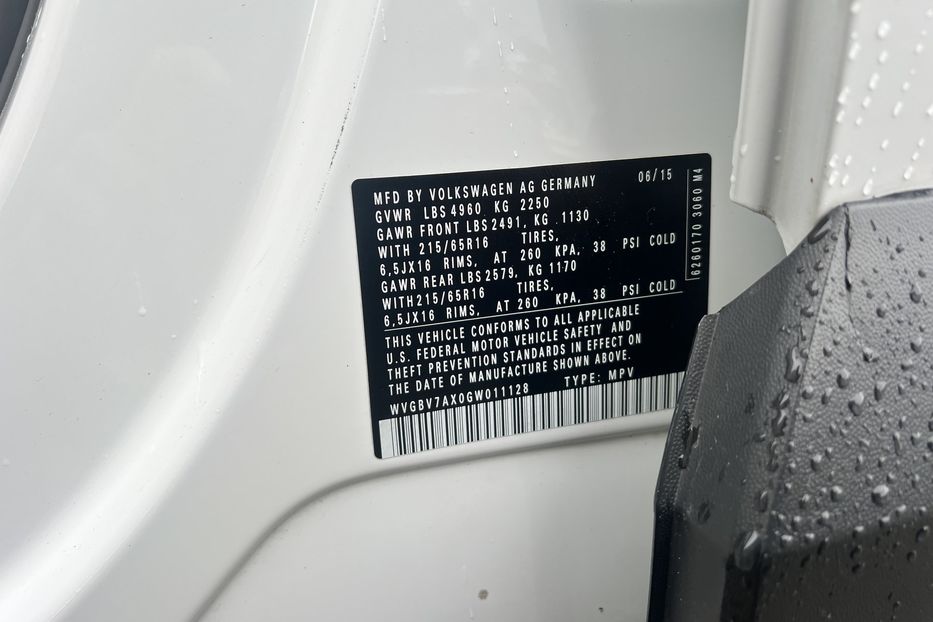 MFD BY VOLKSWAGEN AG GERMANY 06/15
GVWR LBS 4960 KG 2250
GAWR FRONT LBS 2491, KG 1130
WITH 215/65R16 TIRES,
6,5JX16 RIMS, AT 260 KPA, 38 PSI COLD
GAWR REAR LBS 2579, KG 1170
WITH 215/65R16 TIRES,
6,5JX16 RIMS, AT 260 KPA, 38 PSI COLD
THIS VEHICLE CONFORMS TO ALL APPLICABLE
U.S. FEDERAL MOTOR VEHICLE SAFETY AND
THEFT PREVENTION STANDARDS IN EFFECT ON
THE DATE OF MANUFACTURE SHOWN ABOVE.
WVGBV7AX0GW011128 TYPE: MPV
6260170 3060 M4